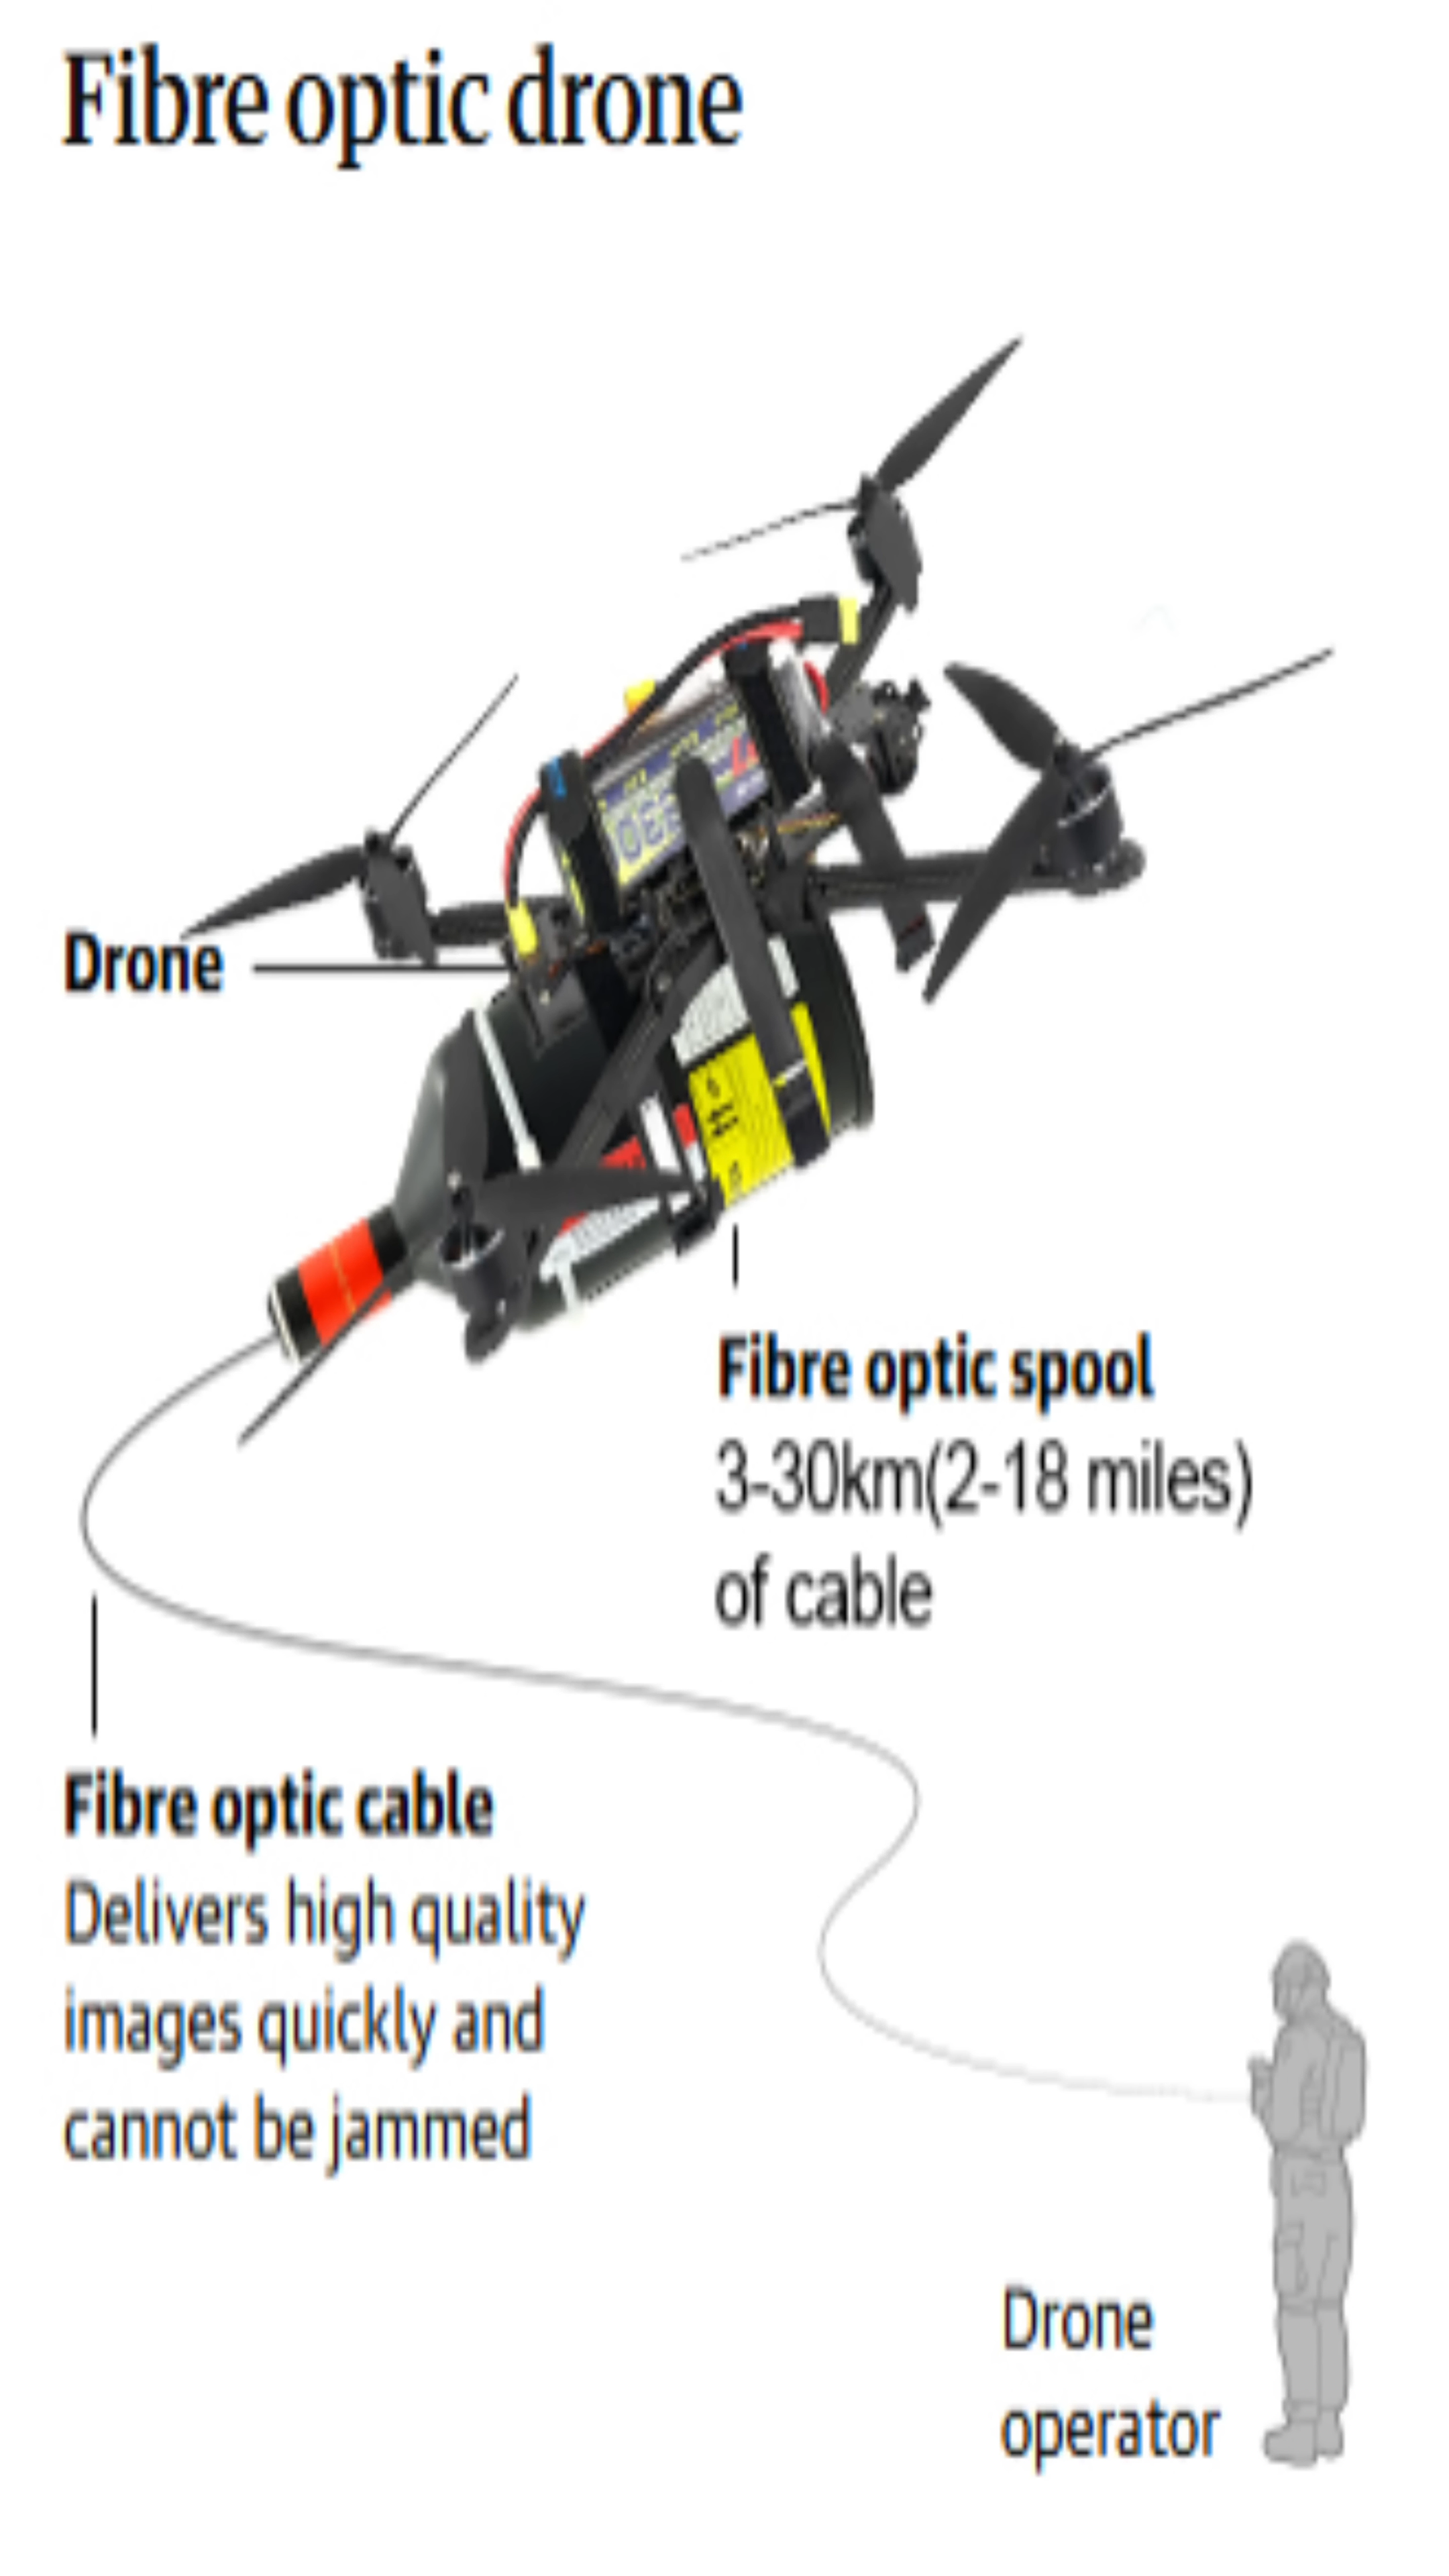 Fibre optic drone
Drone
Fibre optic spool
3-30km(2-18 miles)
of cable
Fibre optic cable
Delivers high quality
images quickly and
cannot be jammed
Drone
operator